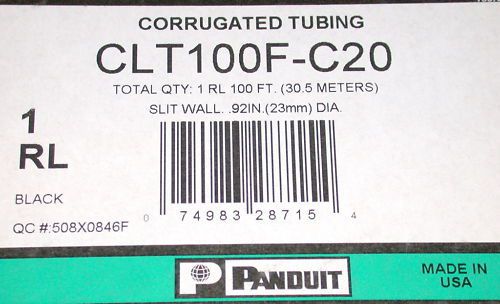 CORRUGATED TUBING
CLT100F-C20
TOTAL QTY: 1 RL 100 FT. (30.5 METERS)
SLIT WALL. .92IN.(23mm) DIA.
1
RL
BLACK
QC #:508X0846F
0 74983 28715 4
P PANDUIT
MADE IN
USA